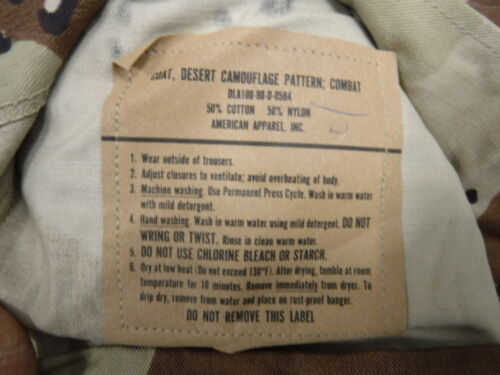 COAT, DESERT CAMOUFLAGE PATTERN: COMBAT
DLA100-90-D-0584
50% COTTON 50% NYLON
AMERICAN APPAREL, INC.
1. Wear outside of trousers.
2. Adjust closures to ventilate; avoid overheating of body.
3. Machine washing. Use Permanent Press Cycle. Wash in warm water
with mild detergent.
4. Hand washing. Wash in warm water using mild detergent. DO NOT
WRING OR TWIST. Rinse in clean warm water.
5. DO NOT USE CHLORINE BLEACH OR STARCH.
6. Dry at low heat (Do not exceed 130°F). After drying, tumble at room
temperature for 10 minutes. Remove immediately from dryer. To
drip dry, remove from water and place on rust-proof hanger.
DO NOT REMOVE THIS LABEL